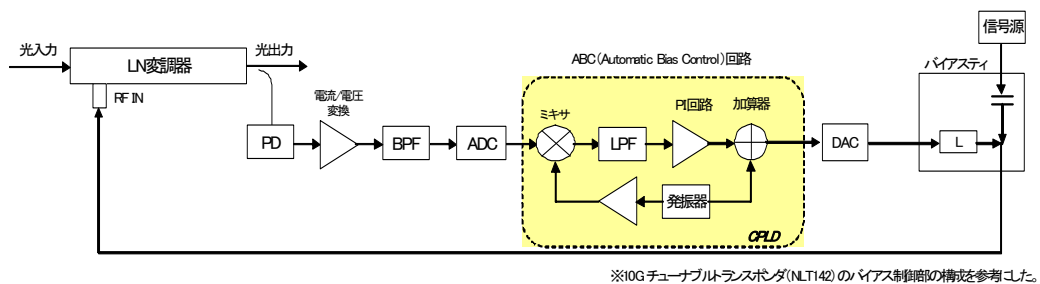 信号源
光入力
光出力
LN変調器
RF IN
ABC(Automatic Bias Control)回路
バイアスティ
電流/電圧
変換
ミキサ
PI回路
加算器
PD
BPF
ADC
LPF
DAC
L
発振器
CPLD
※10Gチューナブルトランスポンダ(NLT142)のバイアス制御部の構成を参考にした。